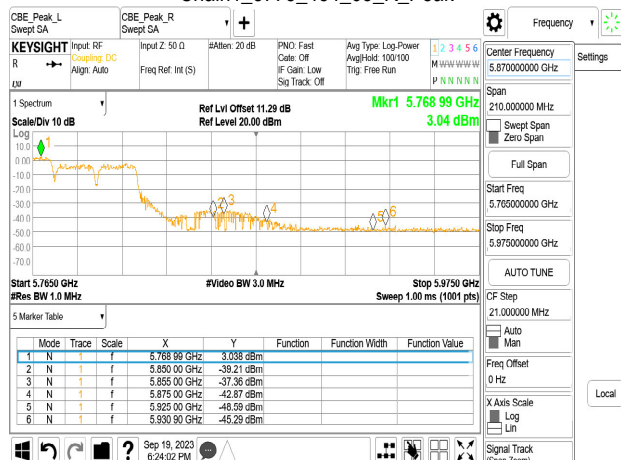 CBE_Peak_L
Swept SA
CBE_Peak_R
Swept SA
Frequency
KEYSIGHT
R
Input: RF
Coupling: DC
Align: Auto
Input Z: 50 Ω
Freq Ref: Int (S)
#Atten: 20 dB
PNO: Fast
Gate: Off
IF Gain: Low
Sig Track: Off
Avg Type: Log-Power
Avg|Hold: 100/100
Trig: Free Run
1 2 3 4 5 6
M W W W W W
P N N N N N
Center Frequency
5.870000000 GHz
Settings
Span
210.000000 MHz
Swept Span
Zero Span
Full Span
Start Freq
5.765000000 GHz
Stop Freq
5.975000000 GHz
AUTO TUNE
CF Step
21.000000 MHz
Auto
Man
Freq Offset
0 Hz
X Axis Scale
Log
Lin
Signal Track
(Span Zoom)
Local
1 Spectrum
Scale/Div 10 dB
Ref Lvl Offset 11.29 dB
Ref Level 20.00 dBm
Mkr1 5.768 99 GHz
3.04 dBm
Log
10.0
0.00
-10.0
-20.0
-30.0
-40.0
-50.0
-60.0
-70.0
1
2
3
4
5
6
Start 5.7650 GHz
#Res BW 1.0 MHz
#Video BW 3.0 MHz
Stop 5.9750 GHz
Sweep 1.00 ms (1001 pts)
5 Marker Table
Mode Trace Scale X Y Function Function Width Function Value
1 N 1 f 5.768 99 GHz 3.038 dBm
2 N 1 f 5.850 00 GHz -39.21 dBm
3 N 1 f 5.855 00 GHz -37.36 dBm
4 N 1 f 5.875 00 GHz -42.87 dBm
5 N 1 f 5.925 00 GHz -48.59 dBm
6 N 1 f 5.930 90 GHz -45.29 dBm
?
Sep 19, 2023
6:24:02 PM